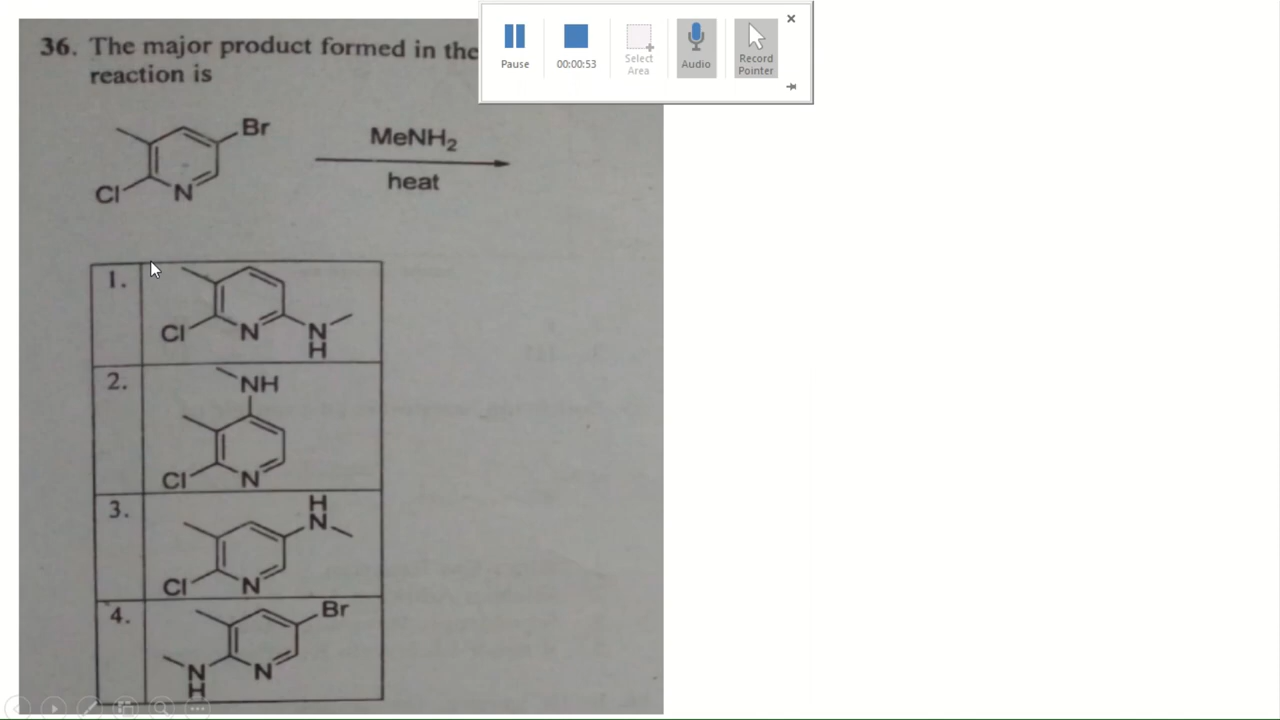 36. The major product formed in the
reaction is
Br
Cl
N
MeNH2
heat
1.
Cl
N
N
H
2.
NH
Cl
N
3.
H
N
Cl
N
4.
Br
N
H
N
Pause
00:00:53
Select
Area
Audio
Record
Pointer